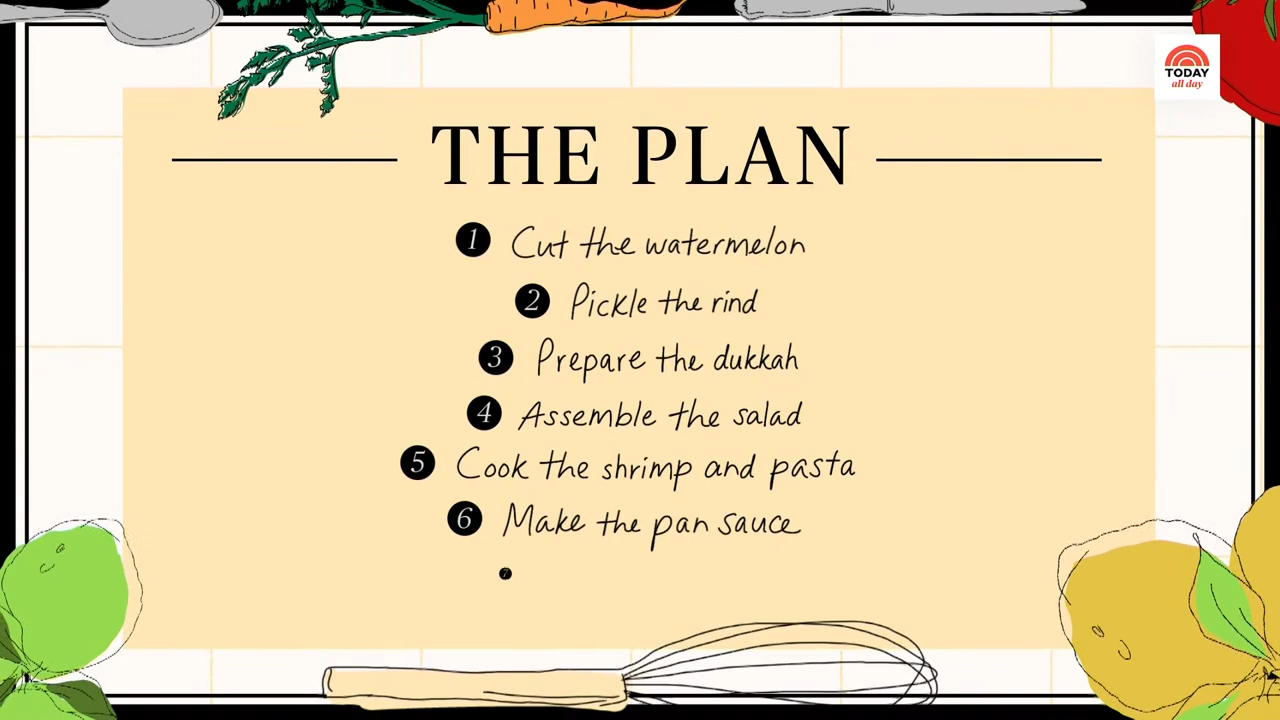 TODAY
all day
THE PLAN
1 Cut the watermelon
2 Pickle the rind
3 Prepare the dukkah
4 Assemble the salad
5 Cook the shrimp and pasta
6 Make the pan sauce
7